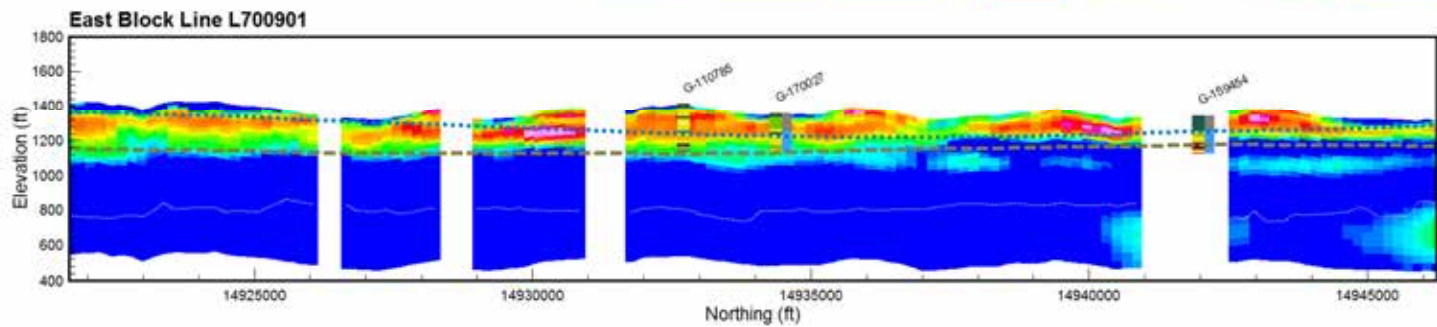 East Block Line L700901
1800
1600
1400
1200
1000
800
600
400
Elevation (ft)
G-110785
G-170027
G-159454
14925000
14930000
14935000
14940000
14945000
Northing (ft)